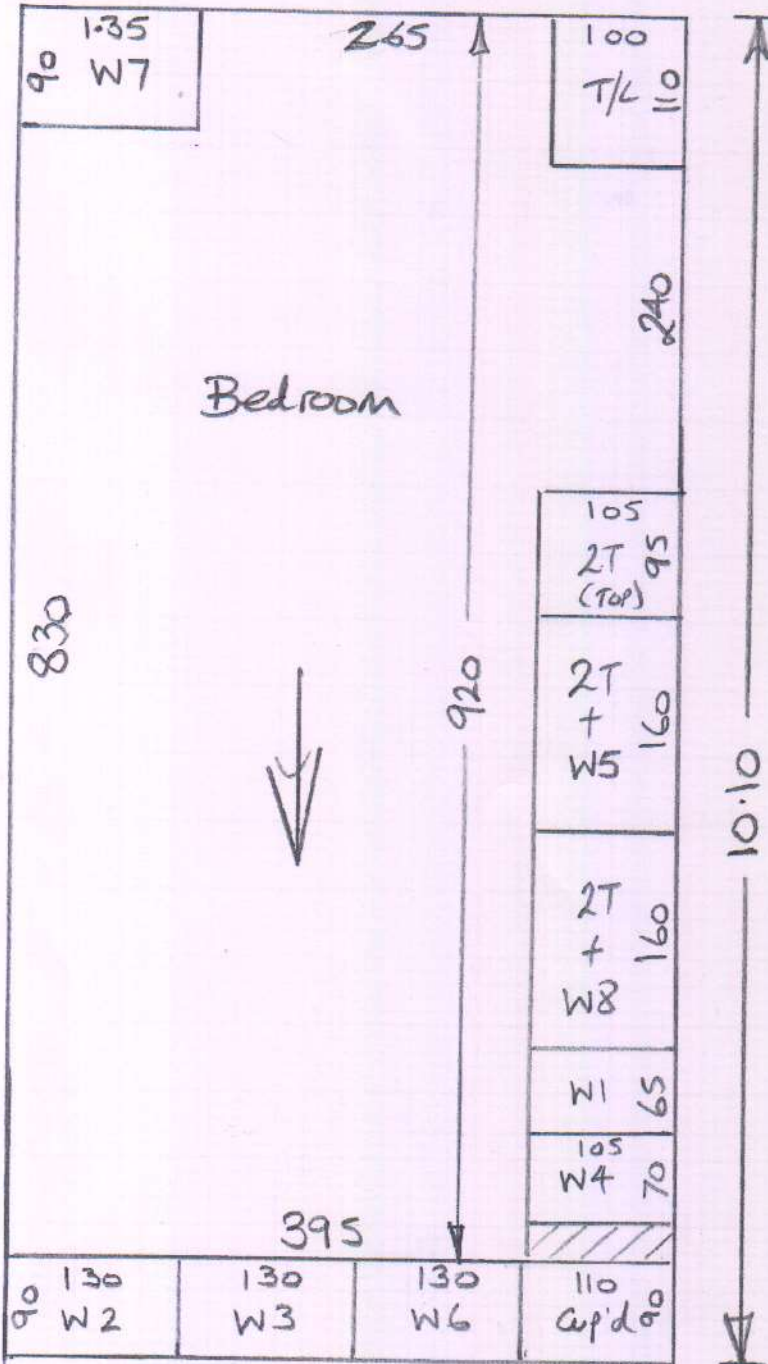 1.35
90 W7
265
100
T/L 110
240
Bedroom
105
2T 95
(TOP)
830
920
2T
+ 160
W5
10.10
2T
+ 160
W8
W1 65
105
W4 70
395
90 130
W2
130
W3
130
W6
110
Cup'd 90